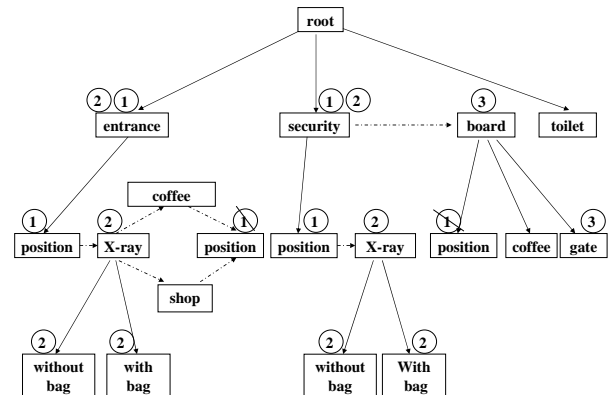 root
2 1 1 2 3
entrance security board toilet
coffee
1 2 1 1 2 1 3
position X-ray position position X-ray position coffee gate
shop
2 2 2 2
without bag with bag without bag With bag